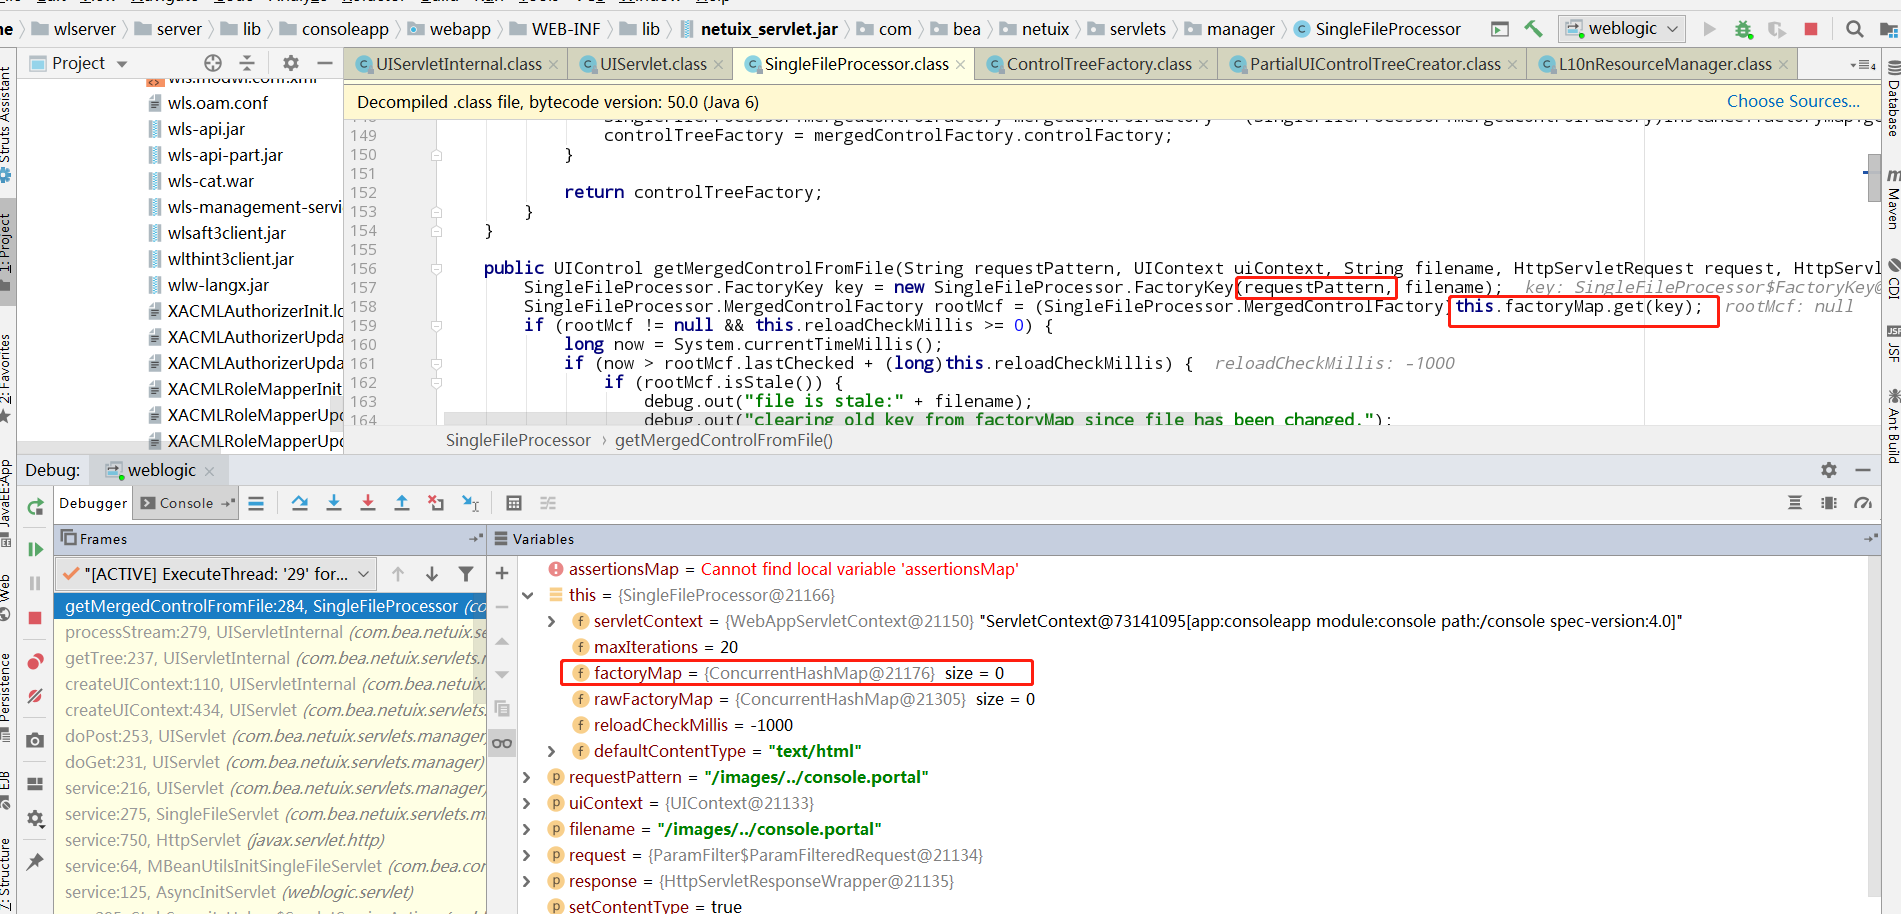 wlserver server lib consoleapp webapp WEB-INF lib netuix_servlet.jar com bea netuix servlets manager SingleFileProcessor weblogic
Project
UIServletInternal.class UIServlet.class SingleFileProcessor.class ControlTreeFactory.class PartialUIControlTreeCreator.class L10nResourceManager.class
Decompiled .class file, bytecode version: 50.0 (Java 6) Choose Sources...
Struts Assistant
1: Project
2: Favorites
JavaEE:App
Web
Persistence
EJB
7: Structure
wls.oam.conf
wls-api.jar
wls-api-part.jar
wls-cat.war
wls-management-servi
wlsaft3client.jar
wlthint3client.jar
wlw-langx.jar
XACMLAuthorizerInit.lc
XACMLAuthorizerUpda
XACMLAuthorizerUpda
XACMLRoleMapperInit
XACMLRoleMapperUpd
XACMLRoleMapperUpd
149 controlTreeFactory = mergedControlFactory.controlFactory;
150 }
151
152 return controlTreeFactory;
153 }
154 }
155
156 public UIControl getMergedControlFromFile(String requestPattern, UIContext uiContext, String filename, HttpServletRequest request, HttpServl
157 SingleFileProcessor.FactoryKey key = new SingleFileProcessor.FactoryKey(requestPattern, filename); key: SingleFileProcessor$FactoryKey@
158 SingleFileProcessor.MergedControlFactory rootMcf = (SingleFileProcessor.MergedControlFactory)this.factoryMap.get(key); rootMcf: null
159 if (rootMcf != null && this.reloadCheckMillis >= 0) {
160 long now = System.currentTimeMillis();
161 if (now > rootMcf.lastChecked + (long)this.reloadCheckMillis) { reloadCheckMillis: -1000
162 if (rootMcf.isStale()) {
163 debug.out("file is stale:" + filename);
164 debug.out("clearing old key from factoryMap since file has been changed.");
SingleFileProcessor › getMergedControlFromFile()
Database
Maven
CDI
JSF
Ant Build
Debug: weblogic
Debugger Console
Frames
"[ACTIVE] ExecuteThread: '29' for...
getMergedControlFromFile:284, SingleFileProcessor (co
processStream:279, UIServletInternal (com.bea.netuix.se
getTree:237, UIServletInternal (com.bea.netuix.servlets.m
createUIContext:110, UIServletInternal (com.bea.netuix.
createUIContext:434, UIServlet (com.bea.netuix.servlets.
doPost:253, UIServlet (com.bea.netuix.servlets.manager)
doGet:231, UIServlet (com.bea.netuix.servlets.manager)
service:216, UIServlet (com.bea.netuix.servlets.manager)
service:275, SingleFileServlet (com.bea.netuix.servlets.m
service:750, HttpServlet (javax.servlet.http)
service:64, MBeanUtilsInitSingleFileServlet (com.bea.cor
service:125, AsyncInitServlet (weblogic.servlet)
Variables
assertionsMap = Cannot find local variable 'assertionsMap'
this = {SingleFileProcessor@21166}
servletContext = {WebAppServletContext@21150} "ServletContext@73141095[app:consoleapp module:console path:/console spec-version:4.0]"
maxIterations = 20
factoryMap = {ConcurrentHashMap@21176} size = 0
rawFactoryMap = {ConcurrentHashMap@21305} size = 0
reloadCheckMillis = -1000
defaultContentType = "text/html"
requestPattern = "/images/../console.portal"
uiContext = {UIContext@21133}
filename = "/images/../console.portal"
request = {ParamFilter$ParamFilteredRequest@21134}
response = {HttpServletResponseWrapper@21135}
setContentType = true